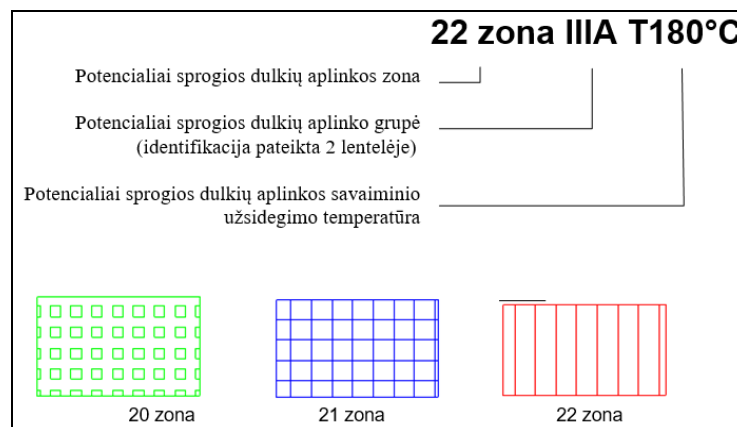 22 zona IIIA T180°C
Potencialiai sprogios dulkių aplinkos zona
Potencialiai sprogios dulkių aplinko grupė
(identifikacija pateikta 2 lentelėje)
Potencialiai sprogios dulkių aplinkos savaiminio
užsidegimo temperatūra
20 zona
21 zona
22 zona